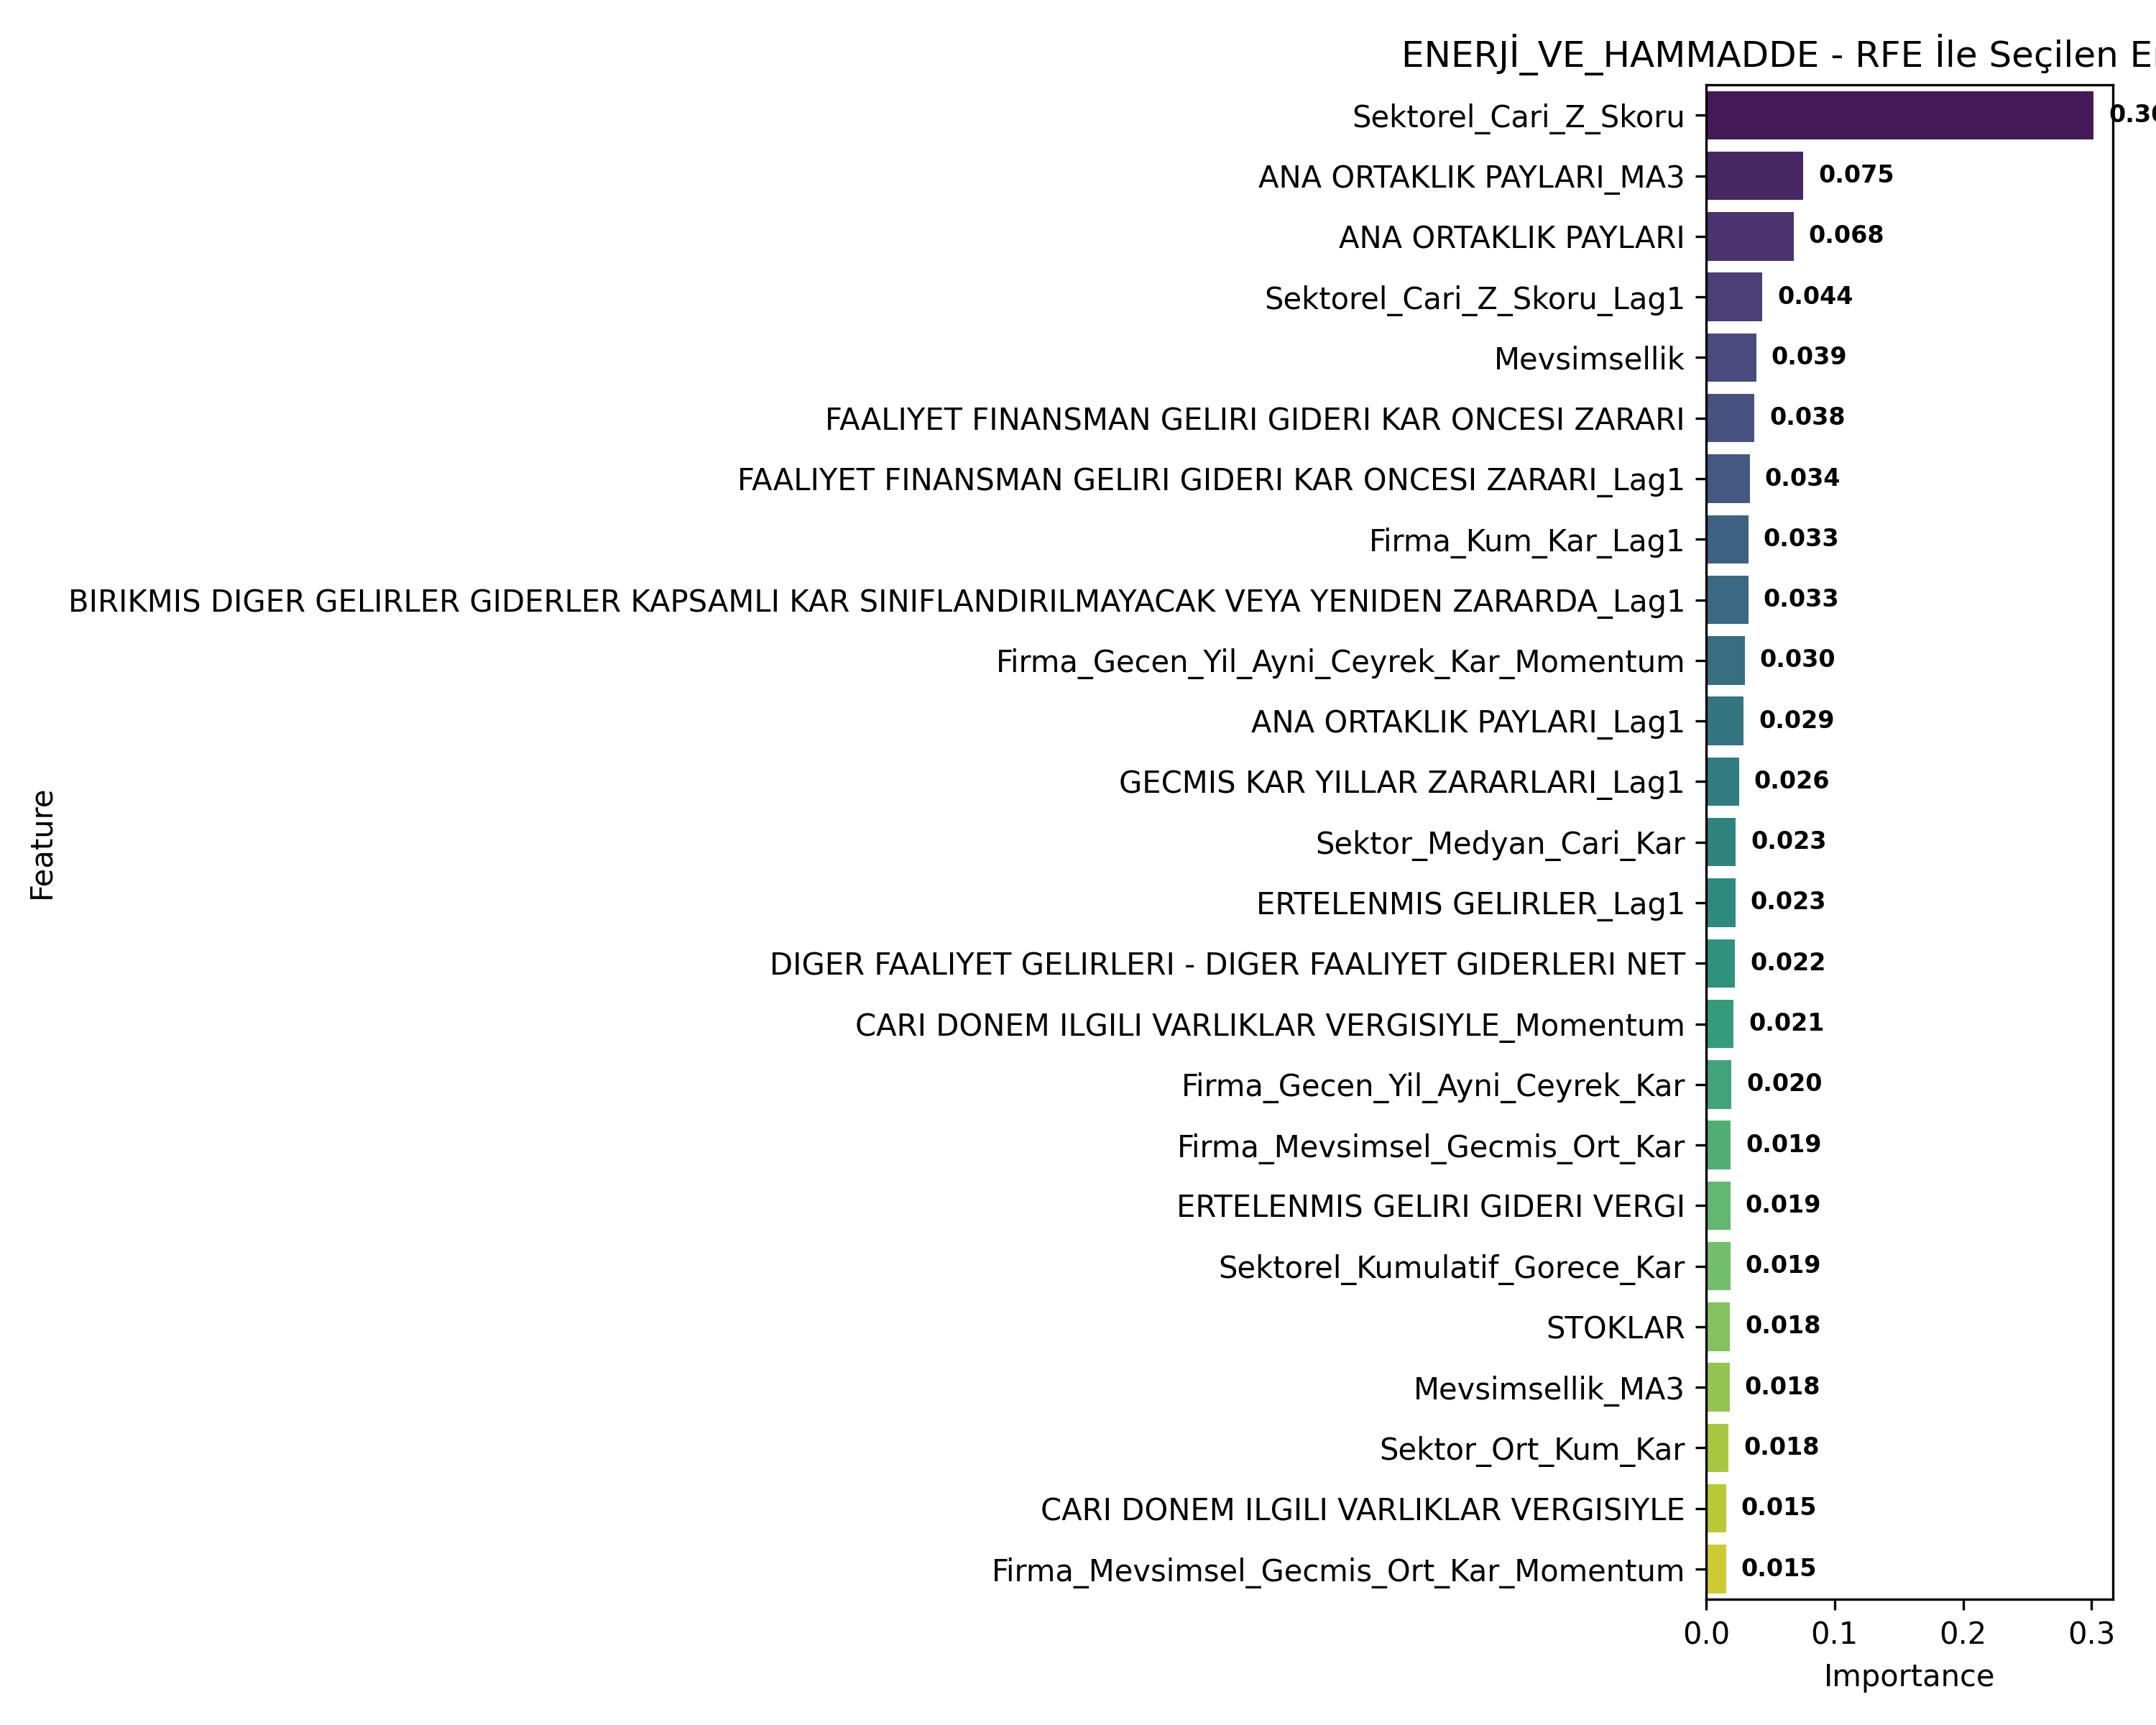 ENERJİ_VE_HAMMADDE - RFE İle Seçilen
Sektorel_Cari_Z_Skoru
ANA ORTAKLIK PAYLARI_MA3 0.075
ANA ORTAKLIK PAYLARI 0.068
Sektorel_Cari_Z_Skoru_Lag1 0.044
Mevsimsellik 0.039
FAALIYET FINANSMAN GELIRI GIDERI KAR ONCESI ZARARI 0.038
FAALIYET FINANSMAN GELIRI GIDERI KAR ONCESI ZARARI_Lag1 0.034
Firma_Kum_Kar_Lag1 0.033
BIRIKMIS DIGER GELIRLER GIDERLER KAPSAMLI KAR SINIFLANDIRILMAYACAK VEYA YENIDEN ZARARDA_Lag1 0.033
Firma_Gecen_Yil_Ayni_Ceyrek_Kar_Momentum 0.030
ANA ORTAKLIK PAYLARI_Lag1 0.029
GECMIS KAR YILLAR ZARARLARI_Lag1 0.026
Sektor_Medyan_Cari_Kar 0.023
ERTELENMIS GELIRLER_Lag1 0.023
DIGER FAALIYET GELIRLERI - DIGER FAALIYET GIDERLERI NET 0.022
CARI DONEM ILGILI VARLIKLAR VERGISIYLE_Momentum 0.021
Firma_Gecen_Yil_Ayni_Ceyrek_Kar 0.020
Firma_Mevsimsel_Gecmis_Ort_Kar 0.019
ERTELENMIS GELIRI GIDERI VERGI 0.019
Sektorel_Kumulatif_Gorece_Kar 0.019
STOKLAR 0.018
Mevsimsellik_MA3 0.018
Sektor_Ort_Kum_Kar 0.018
CARI DONEM ILGILI VARLIKLAR VERGISIYLE 0.015
Firma_Mevsimsel_Gecmis_Ort_Kar_Momentum 0.015
Feature
0.0 0.1 0.2 0.3
Importance